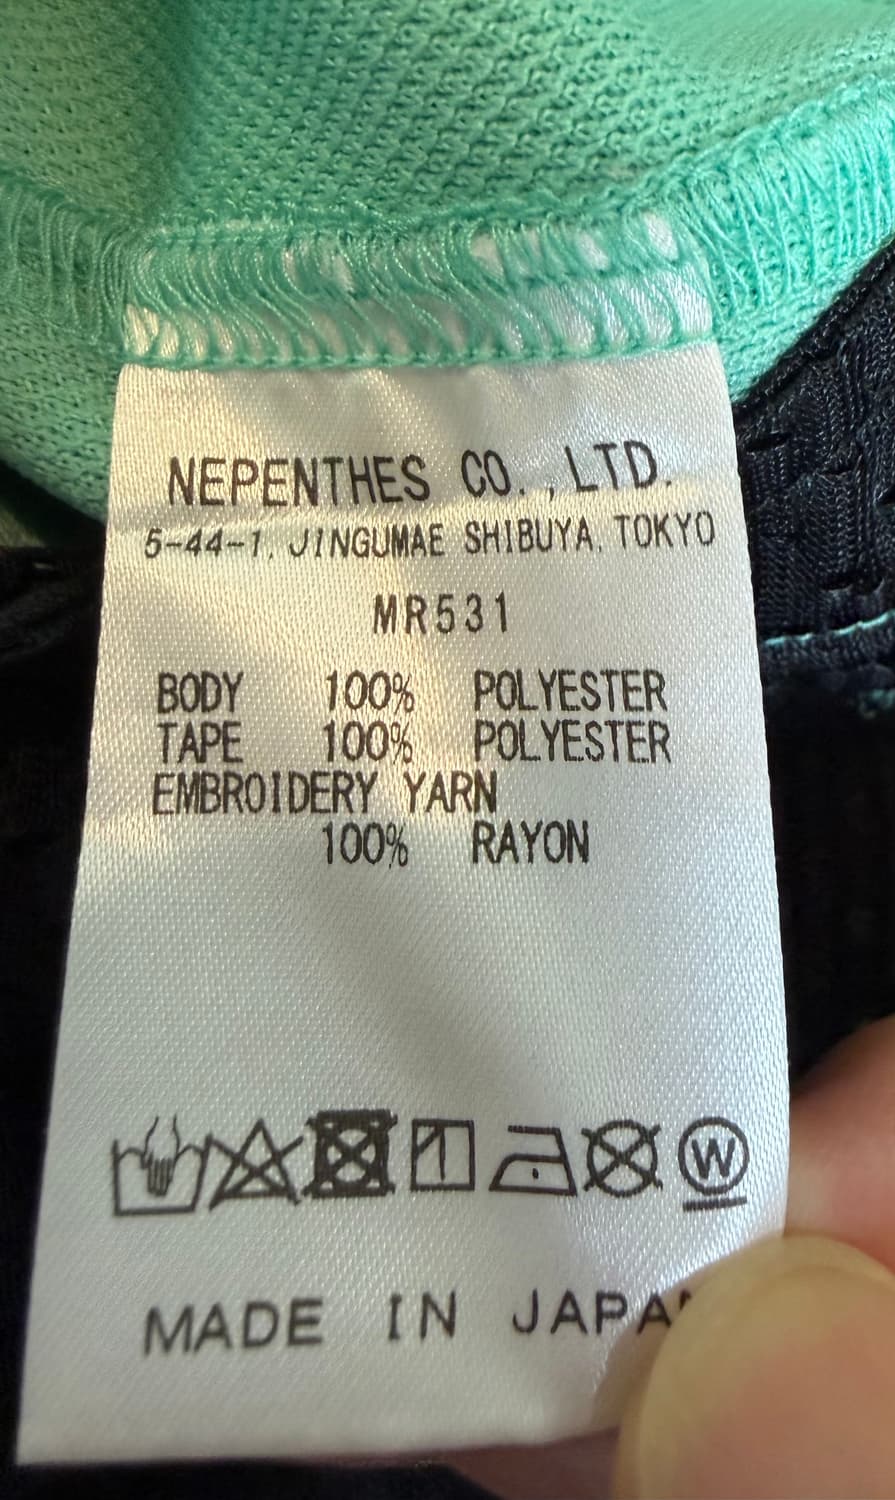 NEPENTHES CO.,LTD.
5-44-1, JINGUMAE SHIBUYA, TOKYO
MR531
BODY 100% POLYESTER
TAPE 100% POLYESTER
EMBROIDERY YARN
100% RAYON
W
MADE IN